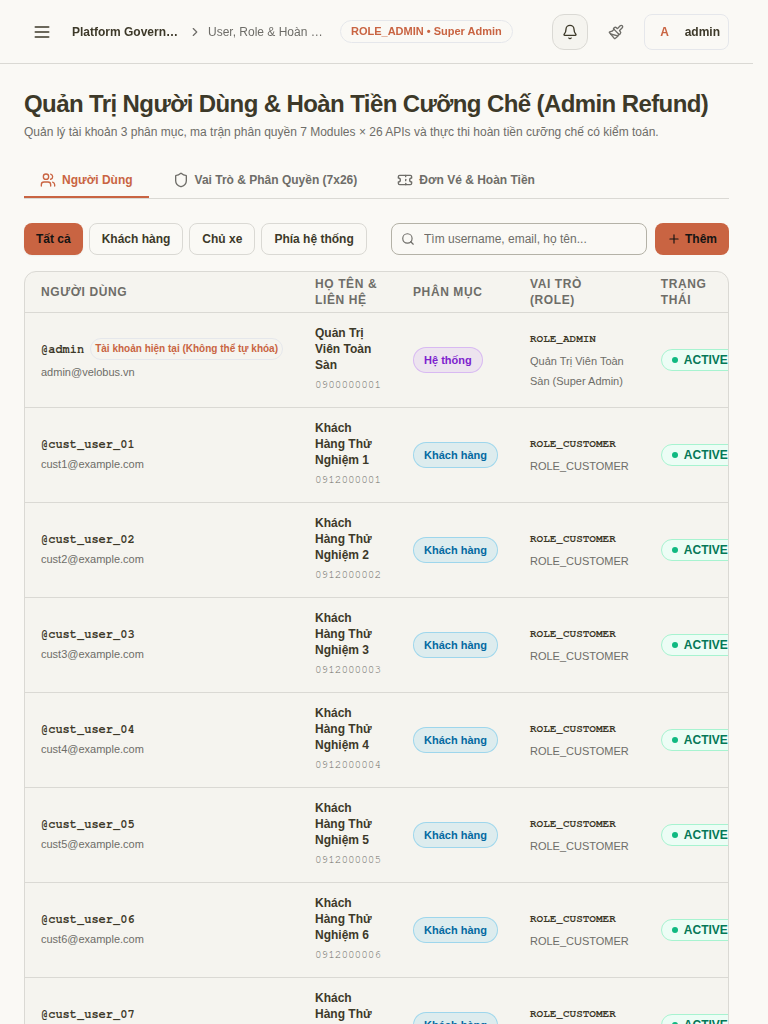 Platform Govern… > User, Role & Hoàn … ROLE_ADMIN • Super Admin A admin
Quản Trị Người Dùng & Hoàn Tiền Cưỡng Chế (Admin Refund)
Quản lý tài khoản 3 phân mục, ma trận phân quyền 7 Modules × 26 APIs và thực thi hoàn tiền cưỡng chế có kiểm toán.
Người Dùng Vai Trò & Phân Quyền (7x26) Đơn Vé & Hoàn Tiền
Tất cả Khách hàng Chủ xe Phía hệ thống Tìm username, email, họ tên... + Thêm
NGƯỜI DÙNG HỌ TÊN & LIÊN HỆ PHÂN MỤC VAI TRÒ (ROLE) TRẠNG THÁI
@admin Tài khoản hiện tại (Không thể tự khóa)
admin@velobus.vn
Quản Trị
Viên Toàn
Sàn
0900000001
Hệ thống
ROLE_ADMIN
Quản Trị Viên Toàn
Sàn (Super Admin)
ACTIVE
@cust_user_01
cust1@example.com
Khách
Hàng Thử
Nghiệm 1
0912000001
Khách hàng
ROLE_CUSTOMER
ROLE_CUSTOMER
ACTIVE
@cust_user_02
cust2@example.com
Khách
Hàng Thử
Nghiệm 2
0912000002
Khách hàng
ROLE_CUSTOMER
ROLE_CUSTOMER
ACTIVE
@cust_user_03
cust3@example.com
Khách
Hàng Thử
Nghiệm 3
0912000003
Khách hàng
ROLE_CUSTOMER
ROLE_CUSTOMER
ACTIVE
@cust_user_04
cust4@example.com
Khách
Hàng Thử
Nghiệm 4
0912000004
Khách hàng
ROLE_CUSTOMER
ROLE_CUSTOMER
ACTIVE
@cust_user_05
cust5@example.com
Khách
Hàng Thử
Nghiệm 5
0912000005
Khách hàng
ROLE_CUSTOMER
ROLE_CUSTOMER
ACTIVE
@cust_user_06
cust6@example.com
Khách
Hàng Thử
Nghiệm 6
0912000006
Khách hàng
ROLE_CUSTOMER
ROLE_CUSTOMER
ACTIVE
@cust_user_07
Khách
Hàng Thử
Khách hàng
ROLE_CUSTOMER
ACTIVE